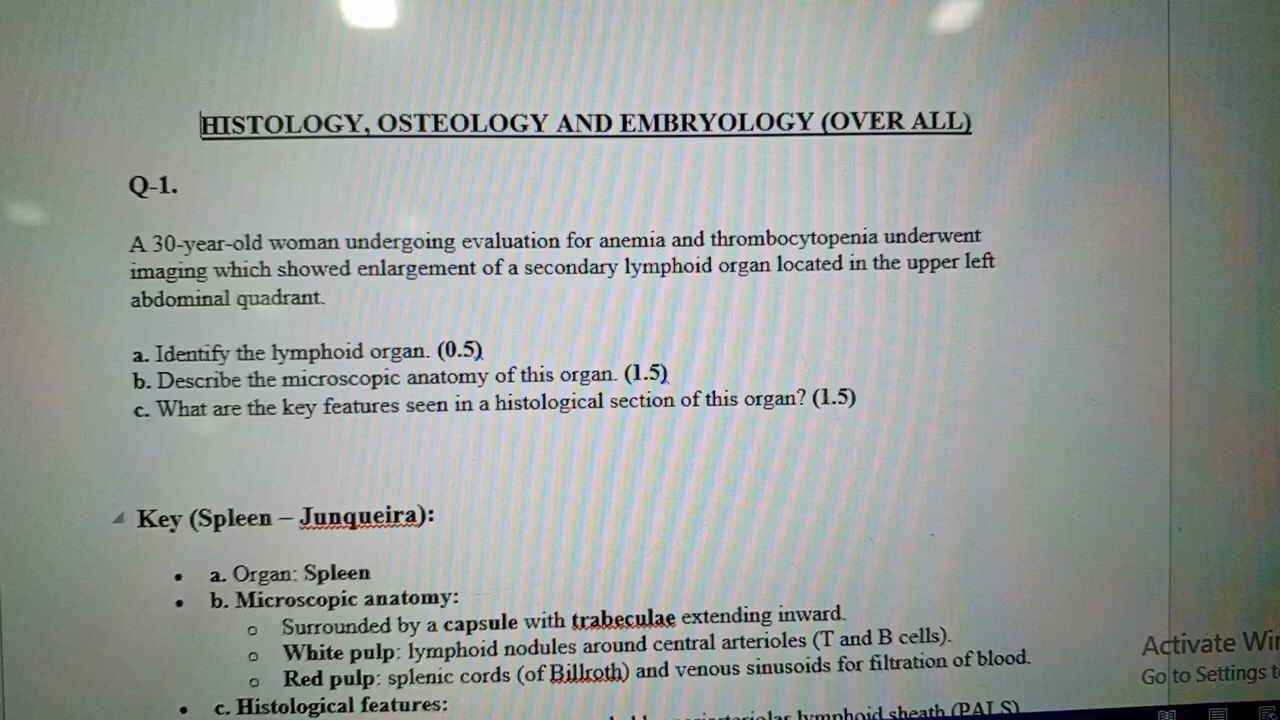 HISTOLOGY, OSTEOLOGY AND EMBRYOLOGY (OVER ALL)
Q-1.
A 30-year-old woman undergoing evaluation for anemia and thrombocytopenia underwent
imaging which showed enlargement of a secondary lymphoid organ located in the upper left
abdominal quadrant.
a. Identify the lymphoid organ. (0.5)
b. Describe the microscopic anatomy of this organ. (1.5)
c. What are the key features seen in a histological section of this organ? (1.5)
Key (Spleen – Junqueira):
• a. Organ: Spleen
• b. Microscopic anatomy:
o Surrounded by a capsule with trabeculae extending inward.
o White pulp: lymphoid nodules around central arterioles (T and B cells).
o Red pulp: splenic cords (of Billroth) and venous sinusoids for filtration of blood.
• c. Histological features:
lymphoid sheath (PALS)
Activate Wi
Go to Settings t